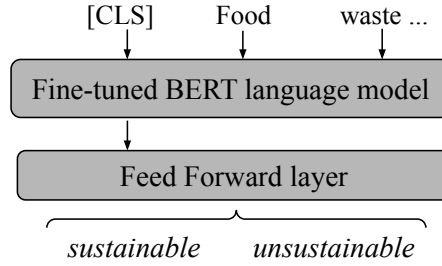 [CLS] Food waste ...
Fine-tuned BERT language model
Feed Forward layer
sustainable unsustainable